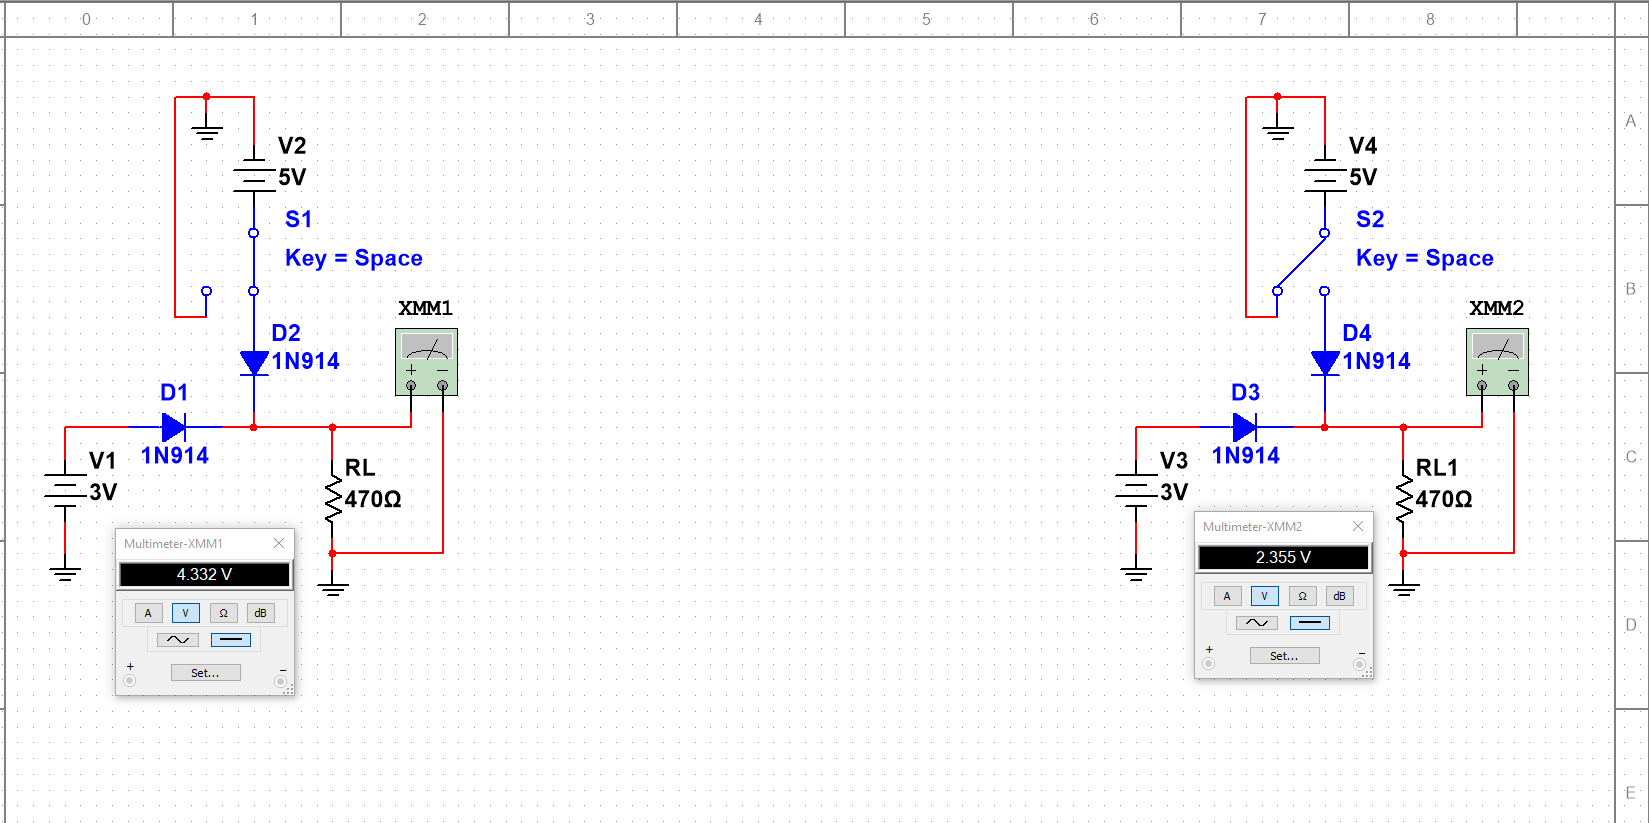 0 1 2 3 4 5 6 7 8
A
B
C
D
E
V2
5V
S1
Key = Space
D2
1N914
XMM1
+ −
D1
1N914
V1
3V
RL
470Ω
Multimeter-XMM1
4.332 V
A V Ω dB
Set...
+ −
V4
5V
S2
Key = Space
D4
1N914
XMM2
+ −
D3
1N914
V3
3V
RL1
470Ω
Multimeter-XMM2
2.355 V
A V Ω dB
Set...
+ −